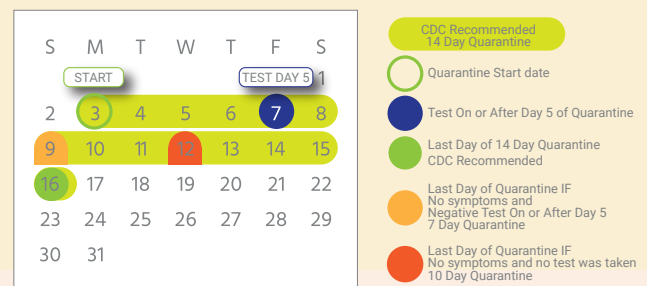 S M T W T F S
START
TEST DAY 5
1
2 3 4 5 6 7 8
9 10 11 12 13 14 15
16 17 18 19 20 21 22
23 24 25 26 27 28 29
30 31
CDC Recommended
14 Day Quarantine
Quarantine Start date
Test On or After Day 5 of Quarantine
Last Day of 14 Day Quarantine
CDC Recommended
Last Day of Quarantine IF
No symptoms and
Negative Test On or After Day 5
7 Day Quarantine
Last Day of Quarantine IF
No symptoms and no test was taken
10 Day Quarantine